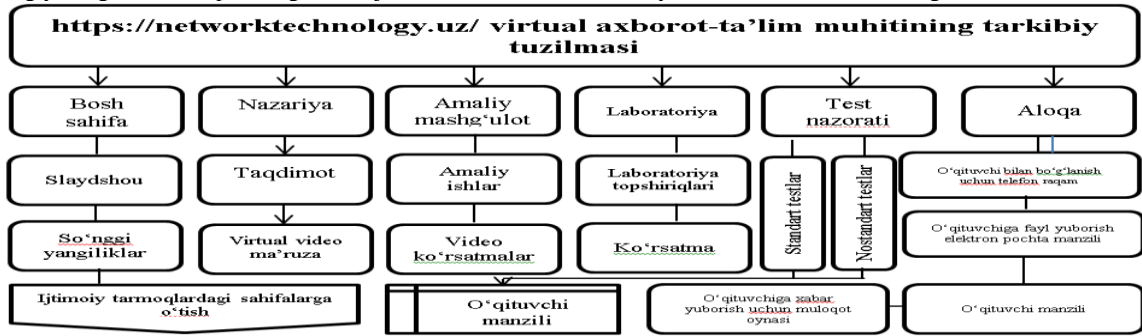 https://networktechnology.uz/ virtual axborot-ta’lim muhitining tarkibiy
tuzilmasi
Bosh
sahifa
Nazariya
Amaliy
mashg‘ulot
Laboratoriya
Test
nazorati
Aloqa
Slaydshou
Taqdimot
Amaliy
ishlar
Laboratoriya
topshiriqlari
Standart testlar
Nostandart testlar
O‘qituvchi bilan bo‘g‘lanish
uchun telefon raqam
So‘nggi
yangiliklar
Virtual video
ma’ruza
Video
ko‘rsatmalar
Ko‘rsatma
O‘qituvchiga fayl yuborish
elektron pochta manzili
Ijtimoiy tarmoqlardagi sahifalarga
o‘tish
O‘qituvchi
manzili
O‘qituvchiga xabar
yuborish uchun muloqot
oynasi
O‘qituvchi manzili